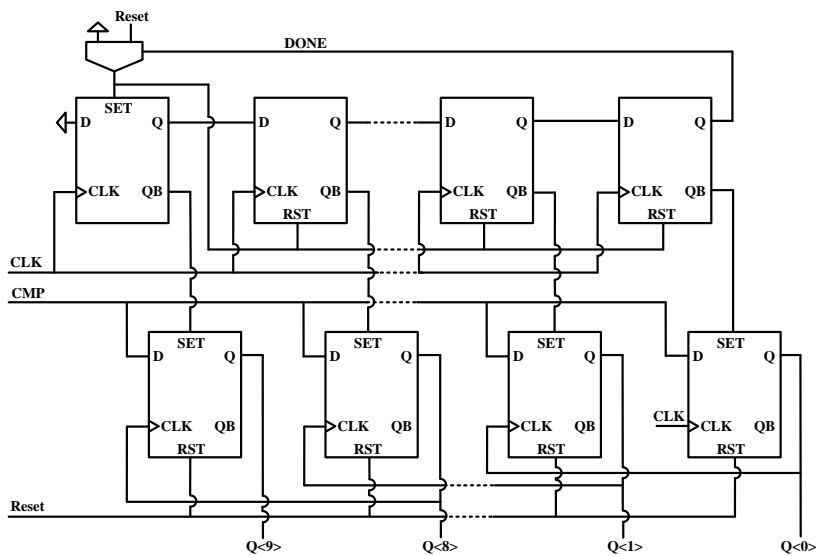 Reset
DONE
SET
D Q D Q D Q D Q
CLK QB CLK QB CLK QB CLK QB
RST RST RST
CLK
CMP
SET SET SET SET
D Q D Q D Q D Q
CLK
CLK QB CLK QB CLK QB CLK QB
RST RST RST RST
Reset
Q<9> Q<8> Q<1> Q<0>